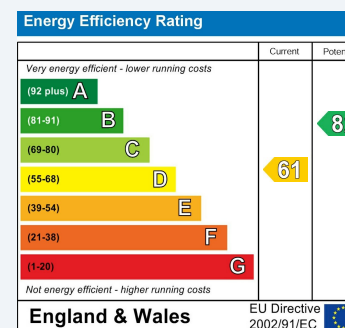 Energy Efficiency Rating
Current
Very energy efficient - lower running costs
(92 plus) A
(81-91) B
(69-80) C
(55-68) D
61
(39-54) E
(21-38) F
(1-20) G
Not energy efficient - higher running costs
England & Wales
EU Directive
2002/91/EC